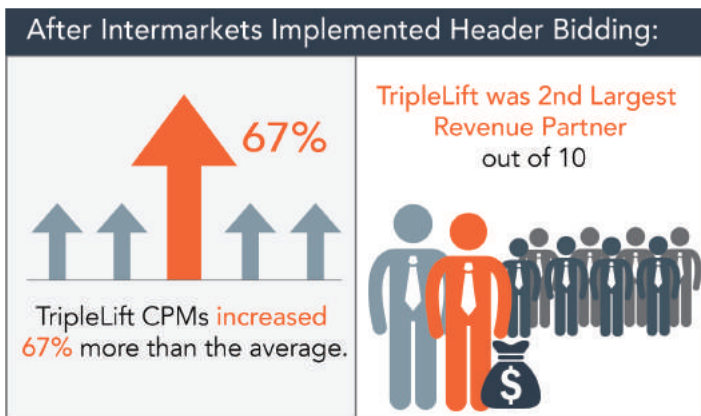 After Intermarkets Implemented Header Bidding:
67%
TripleLift CPMs increased
67% more than the average.
TripleLift was 2nd Largest
Revenue Partner
out of 10
$